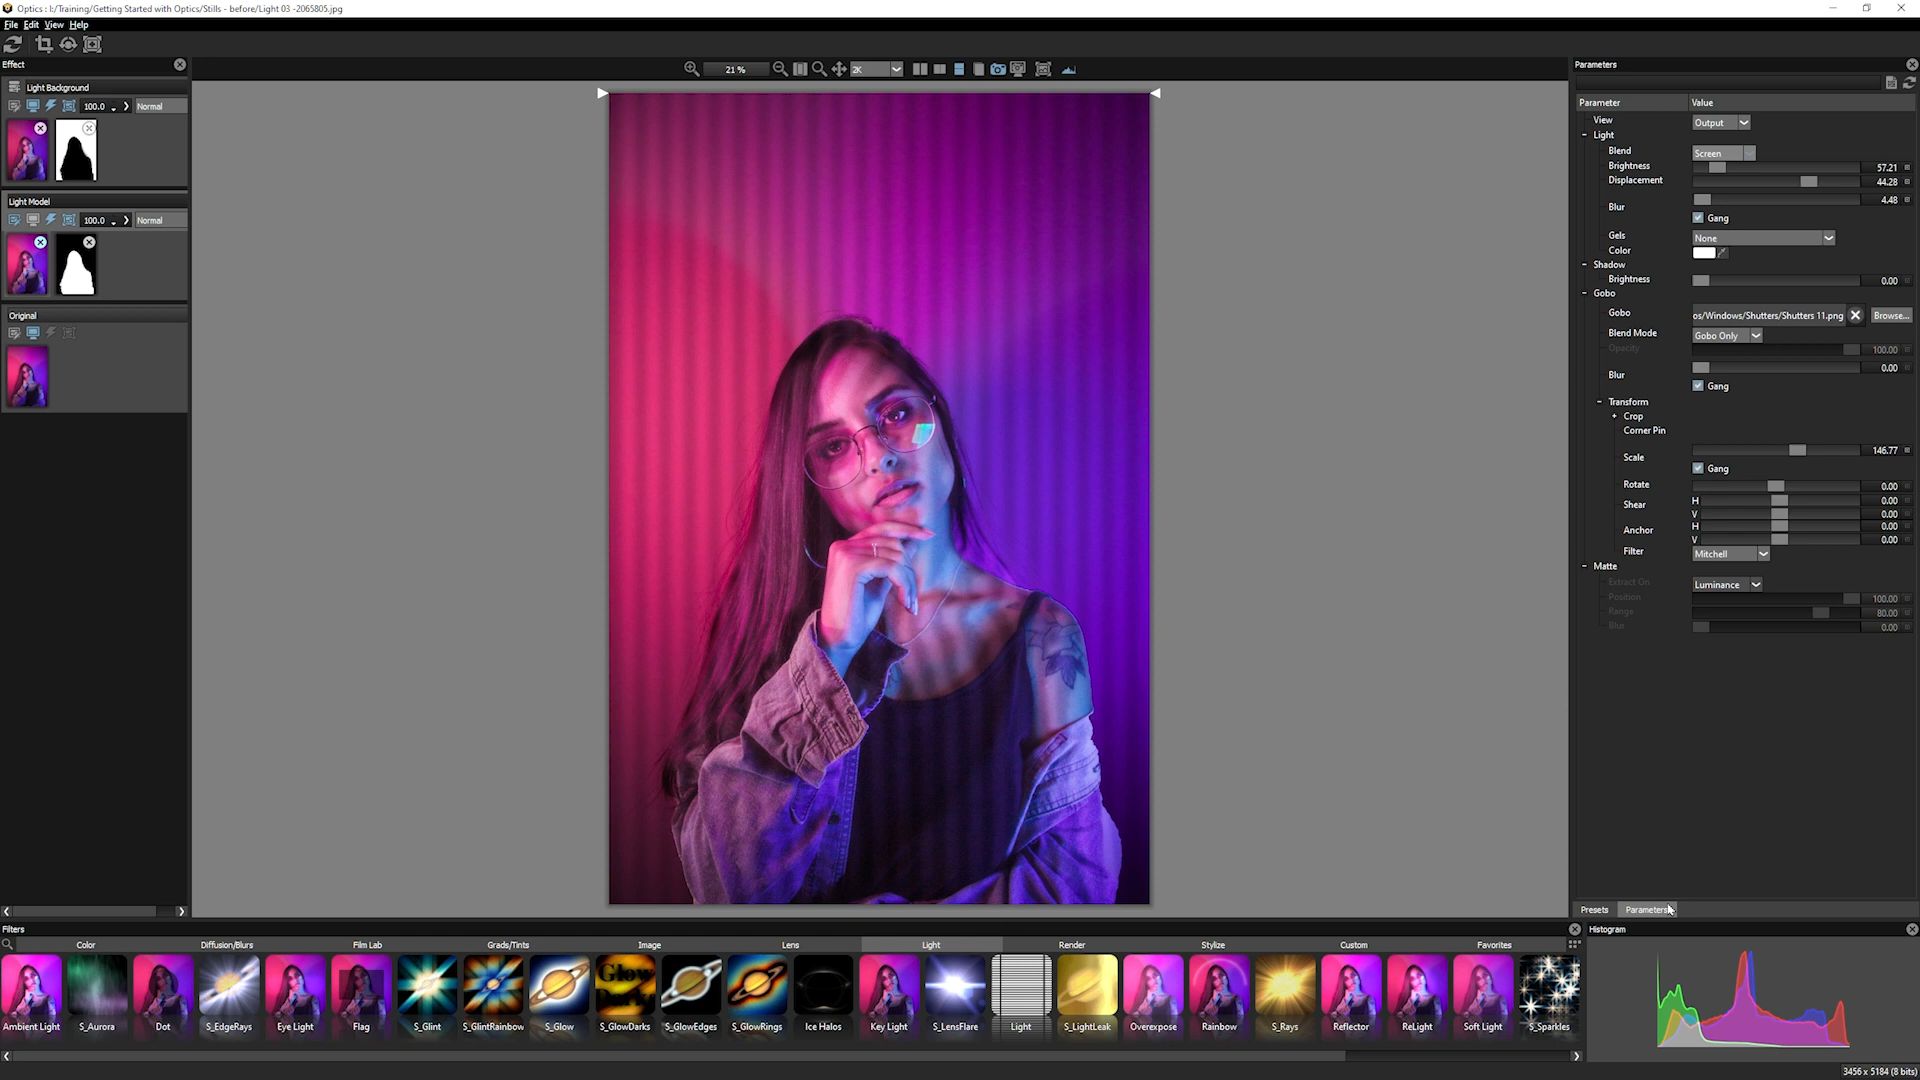 Optics : I:/Training/Getting Started with Optics/Stills - before/Light 03 -2065805.jpg
File Edit View Help
Effect
21 %
2K
Parameters
Light Background
100.0
Normal
Parameter Value
View Output
Light
Blend Screen
Brightness 57.21
Displacement 44.28
4.48
Blur
Gang
Light Model
100.0
Normal
Gels None
Color
Shadow
Brightness 0.00
Gobo
Gobo os/Windows/Shutters/Shutters 11.png Browse...
Blend Mode Gobo Only
Opacity 100.00
0.00
Blur
Gang
Original
Transform
Crop
Corner Pin
146.77
Scale
Gang
Rotate 0.00
H 0.00
Shear
V 0.00
H 0.00
Anchor
V 0.00
Filter Mitchell
Matte
Extract On Luminance
Position 100.00
Range 80.00
Blur 0.00
Presets Parameters
Filters
Histogram
Color Diffusion/Blurs Film Lab Grads/Tints Image Lens Light Render Stylize Custom Favorites
Ambient Light S_Aurora Dot S_EdgeRays Eye Light Flag S_Glint S_GlintRainbow S_Glow S_GlowDarks S_GlowEdges S_GlowRings Ice Halos Key Light S_LensFlare Light S_LightLeak Overexpose Rainbow S_Rays Reflector ReLight Soft Light S_Sparkles
3456 x 5184 (8 bits)